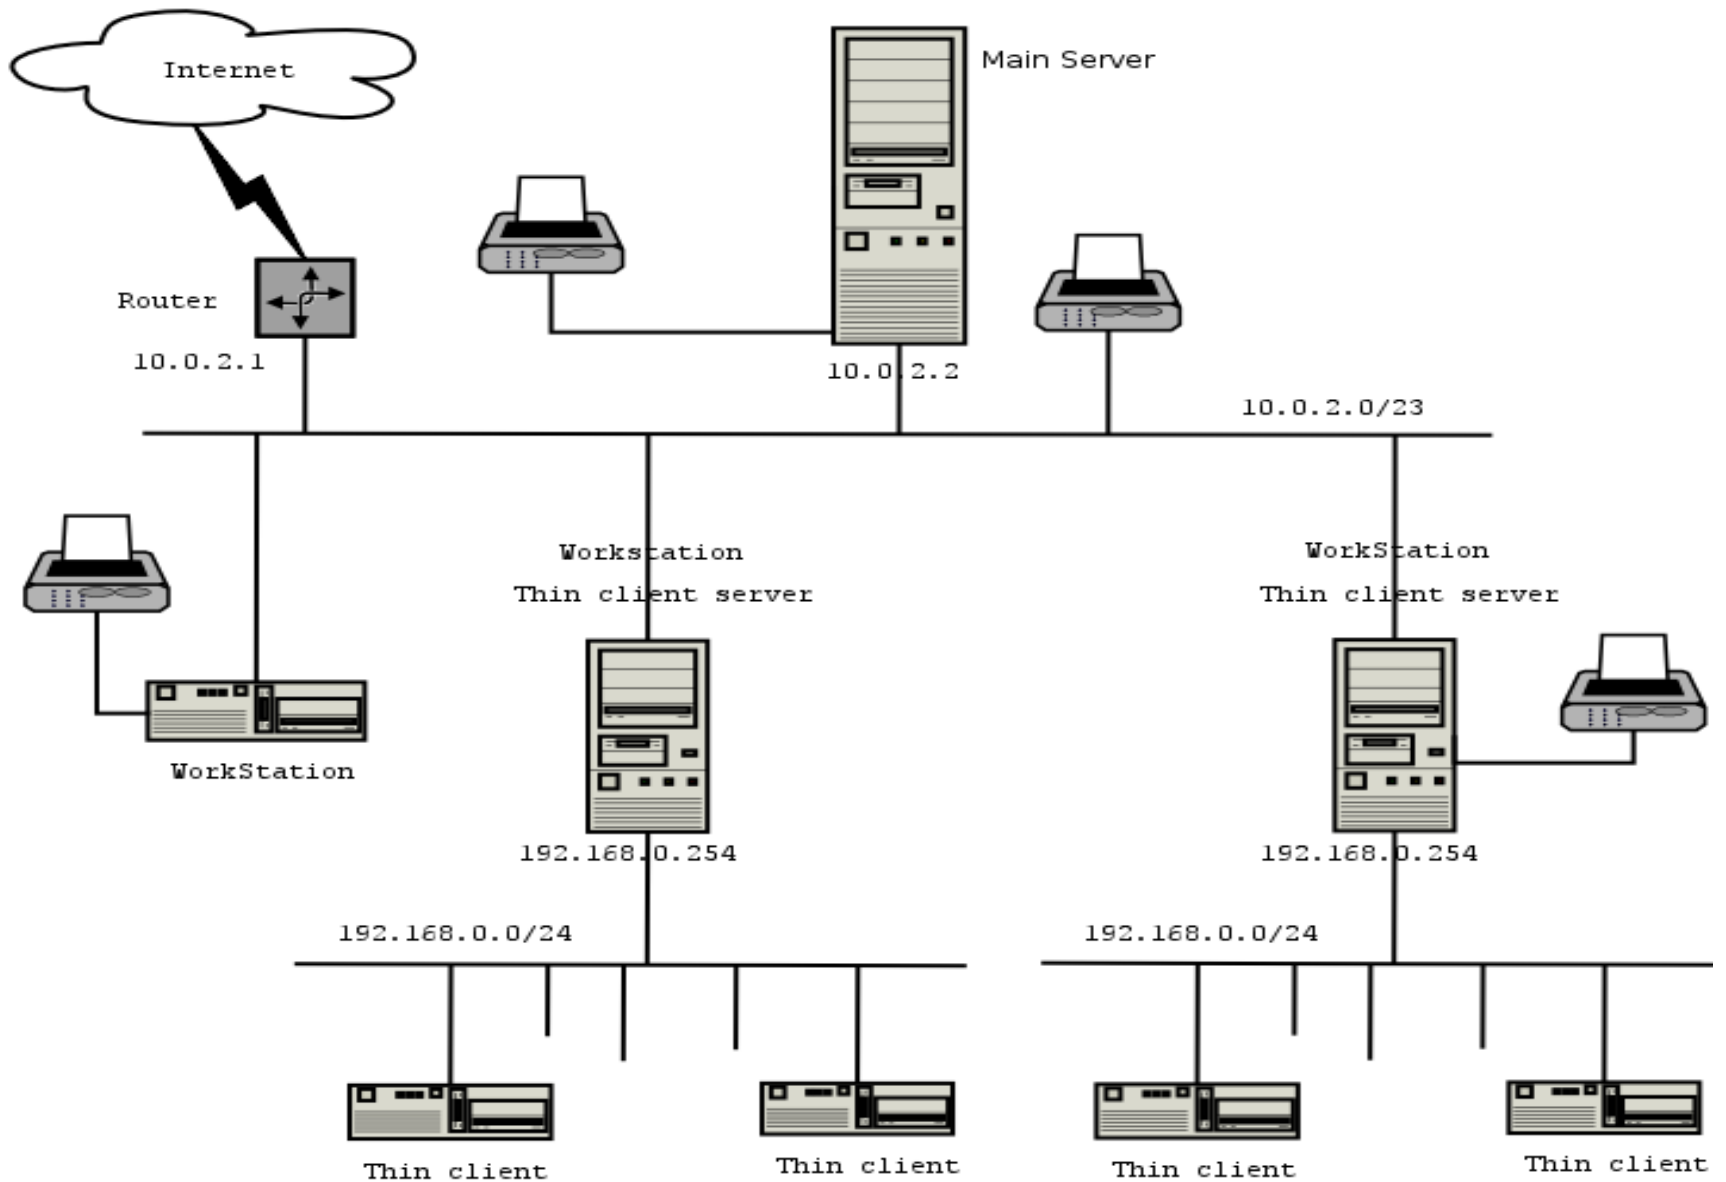 Internet
Main Server
Router
10.0.2.1
10.0.2.2
10.0.2.0/23
Workstation
Thin client server
WorkStation
Thin client server
WorkStation
192.168.0.254
192.168.0.254
192.168.0.0/24
192.168.0.0/24
Thin client
Thin client
Thin client
Thin client